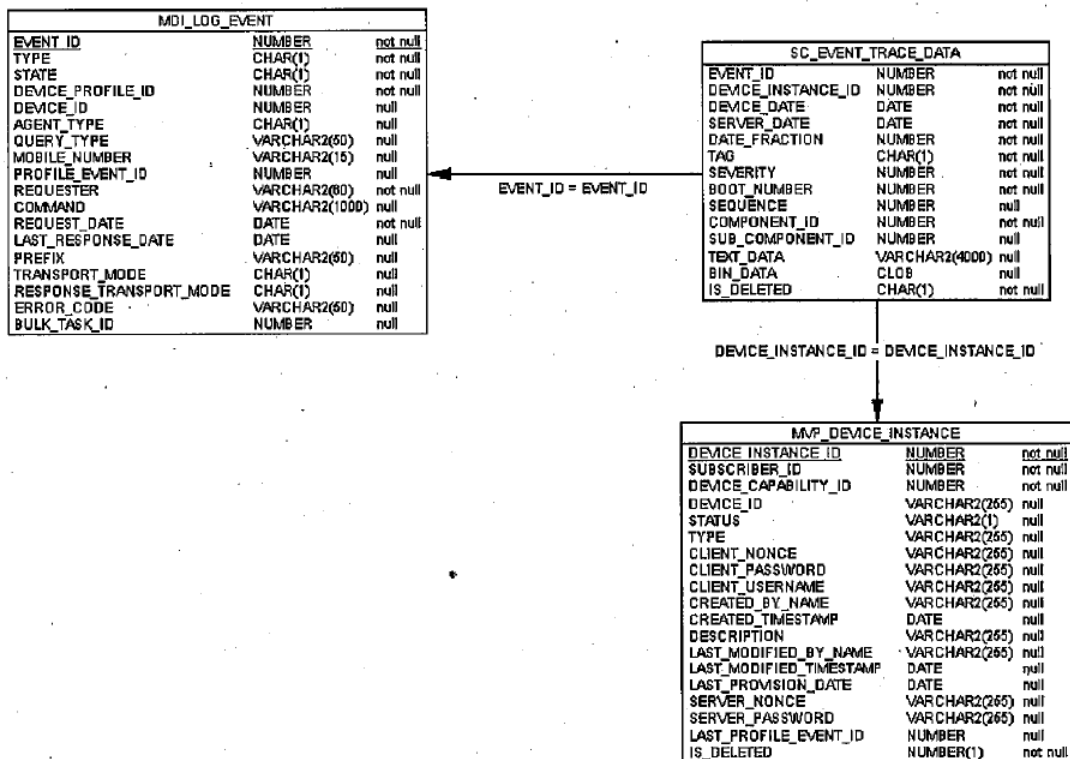 MDI_LOG_EVENT
EVENT_ID NUMBER not null
TYPE CHAR(1) not null
STATE CHAR(1) not null
DEVICE_PROFILE_ID NUMBER not null
DEVICE_ID NUMBER null
AGENT_TYPE CHAR(1) null
QUERY_TYPE VARCHAR2(50) null
MOBILE_NUMBER VARCHAR2(15) null
PROFILE_EVENT_ID NUMBER null
REQUESTER VARCHAR2(80) not null
COMMAND VARCHAR2(1000) null
REQUEST_DATE DATE not null
LAST_RESPONSE_DATE DATE null
PREFIX VARCHAR2(50) null
TRANSPORT_MODE CHAR(1) null
RESPONSE_TRANSPORT_MODE CHAR(1) null
ERROR_CODE VARCHAR2(50) null
BULK_TASK_ID NUMBER null
EVENT_ID = EVENT_ID
SC_EVENT_TRACE_DATA
EVENT_ID NUMBER not null
DEVICE_INSTANCE_ID NUMBER not null
DEVICE_DATE DATE not null
SERVER_DATE DATE not null
DATE_FRACTION NUMBER not null
TAG CHAR(1) not null
SEVERITY NUMBER not null
BOOT_NUMBER NUMBER not null
SEQUENCE NUMBER null
COMPONENT_ID NUMBER not null
SUB_COMPONENT_ID NUMBER null
TEXT_DATA VARCHAR2(4000) null
BIN_DATA CLOB null
IS_DELETED CHAR(1) not null
DEVICE_INSTANCE_ID = DEVICE_INSTANCE_ID
MVP_DEVICE_INSTANCE
DEVICE_INSTANCE_ID NUMBER not null
SUBSCRIBER_ID NUMBER not null
DEVICE_CAPABILITY_ID NUMBER not null
DEVICE_ID VARCHAR2(255) null
STATUS VARCHAR2(1) null
TYPE VARCHAR2(255) null
CLIENT_NONCE VARCHAR2(255) null
CLIENT_PASSWORD VARCHAR2(255) null
CLIENT_USERNAME VARCHAR2(255) null
CREATED_BY_NAME VARCHAR2(255) null
CREATED_TIMESTAMP DATE null
DESCRIPTION VARCHAR2(255) null
LAST_MODIFIED_BY_NAME VARCHAR2(255) null
LAST_MODIFIED_TIMESTAMP DATE null
LAST_PROVISION_DATE DATE null
SERVER_NONCE VARCHAR2(255) null
SERVER_PASSWORD VARCHAR2(255) null
LAST_PROFILE_EVENT_ID NUMBER null
IS_DELETED NUMBER(1) not null